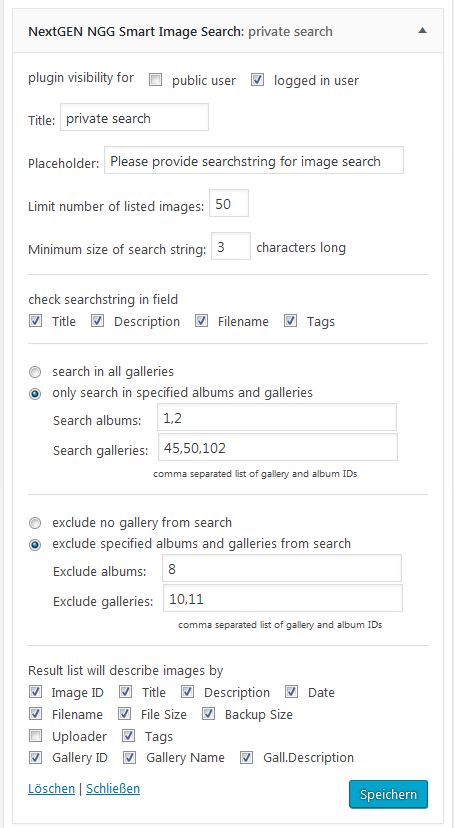 NextGEN NGG Smart Image Search: private search
plugin visibility for public user logged in user
Title: private search
Placeholder: Please provide searchstring for image search
Limit number of listed images: 50
Minimum size of search string: 3 characters long
check searchstring in field
Title Description Filename Tags
search in all galleries
only search in specified albums and galleries
Search albums: 1,2
Search galleries: 45,50,102
comma separated list of gallery and album IDs
exclude no gallery from search
exclude specified albums and galleries from search
Exclude albums: 8
Exclude galleries: 10,11
comma separated list of gallery and album IDs
Result list will describe images by
Image ID Title Description Date
Filename File Size Backup Size
Uploader Tags
Gallery ID Gallery Name Gall.Description
Löschen | Schließen Speichern